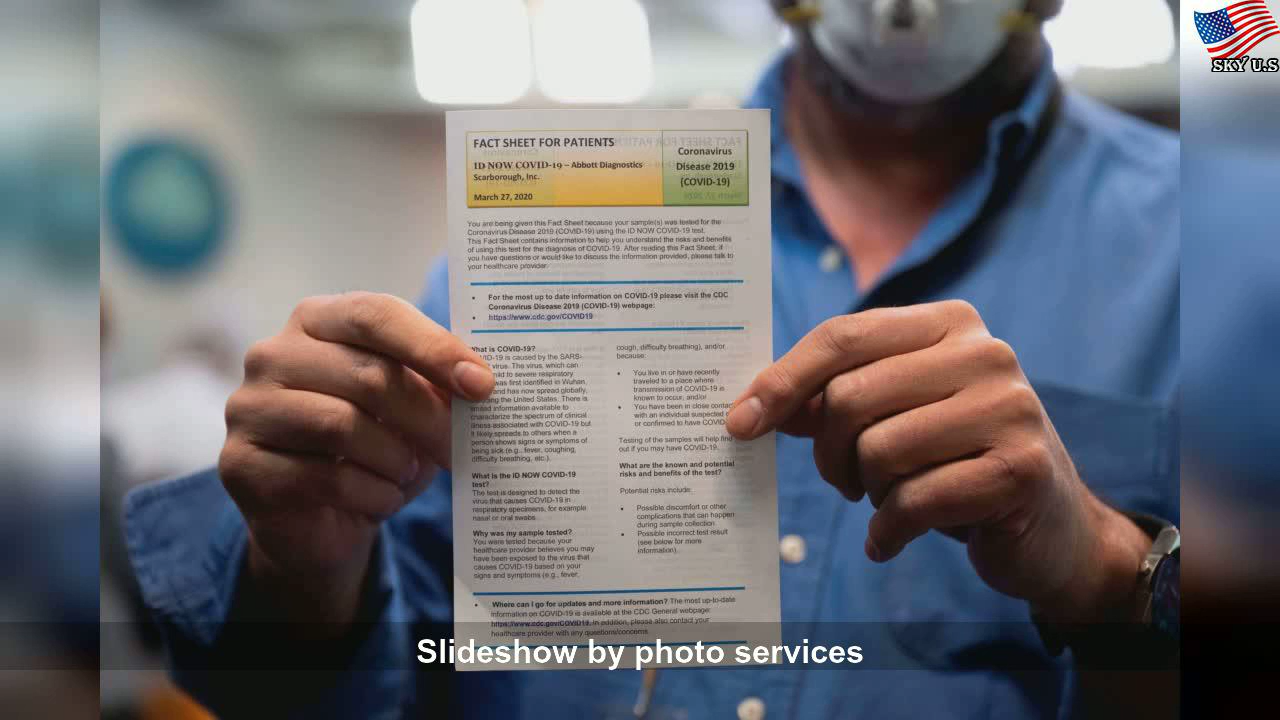 SKY U.S
FACT SHEET FOR PATIENTS
ID NOW COVID-19 – Abbott Diagnostics
Scarborough, Inc.
March 27, 2020
Coronavirus
Disease 2019
(COVID-19)
You are being given this Fact Sheet because your sample(s) was tested for the
Coronavirus Disease 2019 (COVID-19) using the ID NOW COVID-19 test.
This Fact Sheet contains information to help you understand the risks and benefits
of using this test for the diagnosis of COVID-19. After reading this Fact Sheet, if
you have questions or would like to discuss the information provided, please talk to
your healthcare provider.
• For the most up to date information on COVID-19 please visit the CDC
Coronavirus Disease 2019 (COVID-19) webpage:
• https://www.cdc.gov/COVID19
What is COVID-19?
VID-19 is caused by the SARS-
virus. The virus, which can
mild to severe respiratory
was first identified in Wuhan,
and has now spread globally,
the United States. There is
limited information available to
characterize the spectrum of clinical
illness associated with COVID-19 but
it likely spreads to others when a
person shows signs or symptoms of
being sick (e.g., fever, coughing,
difficulty breathing, etc.).
What is the ID NOW COVID-19
test?
The test is designed to detect the
virus that causes COVID-19 in
respiratory specimens, for example
nasal or oral swabs.
Why was my sample tested?
You were tested because your
healthcare provider believes you may
have been exposed to the virus that
causes COVID-19 based on your
signs and symptoms (e.g., fever,
cough, difficulty breathing), and/or
because:
• You live in or have recently
traveled to a place where
transmission of COVID-19 is
known to occur, and/or
• You have been in close contact
with an individual suspected
or confirmed to have COVID
Testing of the samples will help find
out if you may have COVID-19.
What are the known and potential
risks and benefits of the test?
Potential risks include:
• Possible discomfort or other
complications that can happen
during sample collection.
• Possible incorrect test result
(see below for more
information).
• Where can I go for updates and more information? The most up-to-date
information on COVID-19 is available at the CDC General webpage:
https://www.cdc.gov/COVID19. In addition, please also contact your
healthcare provider with any questions/concerns.
Slideshow by photo services